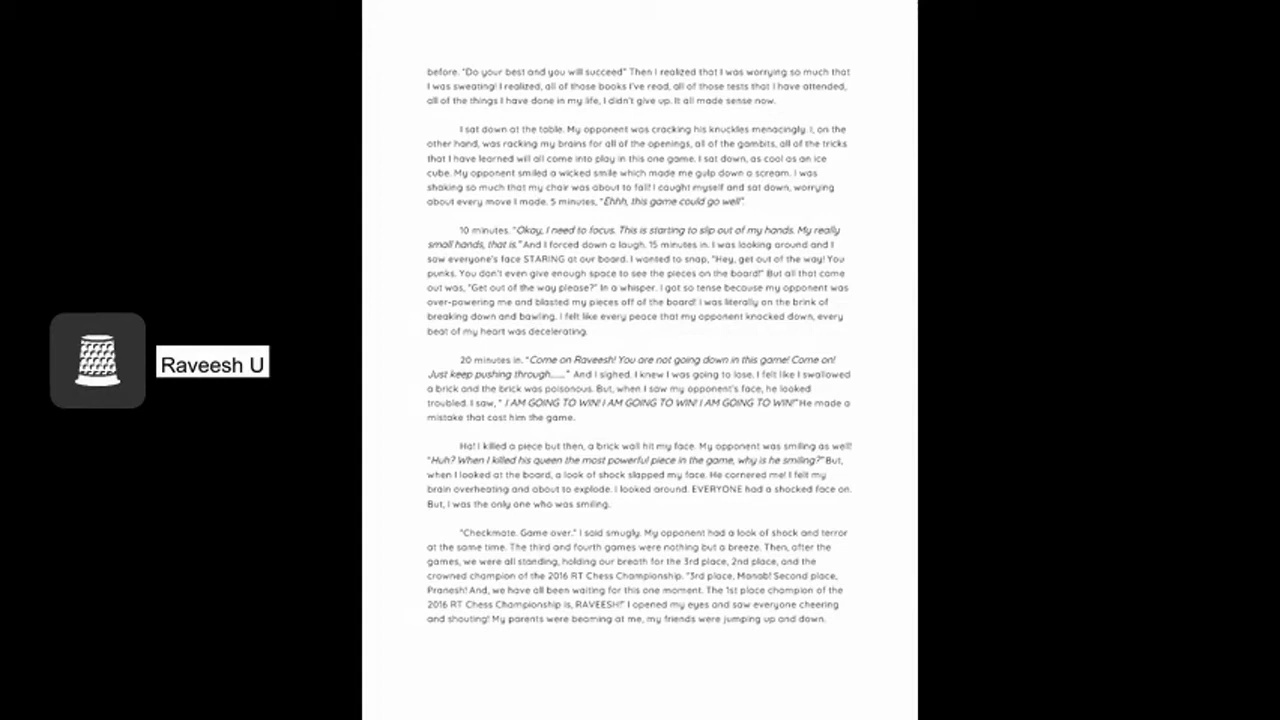 before. "Do your best and you will succeed" Then I realized that I was worrying so much that
I was sweating! I realized, all of those books I've read, all of those tests that I have attended,
all of the things I have done in my life, I didn't give up. It all made sense now.
I sat down at the table. My opponent was cracking his knuckles menacingly. I, on the
other hand, was racking my brains for all of the openings, all of the gambits, all of the tricks
that I have learned will all come into play in this one game. I sat down, as cool as an ice
cube. My opponent smiled a wicked smile which made me gulp down a scream. I was
shaking so much that my chair was about to fall! I caught myself and sat down, worrying
about every move I made. 5 minutes, "Ehhh, this game could go well".
10 minutes. "Okay, I need to focus. This is starting to slip out of my hands. My really
small hands, that is." And I forced down a laugh. 15 minutes in. I was looking around and I
saw everyone's face STARING at our board. I wanted to snap, "Hey, get out of the way! You
punks. You don't even give enough space to see the pieces on the board!" But all that came
out was, "Get out of the way please?" In a whisper. I got so tense because my opponent was
over-powering me and blasted my pieces off of the board! I was literally on the brink of
breaking down and bawling. I felt like every peace that my opponent knocked down, every
beat of my heart was decelerating.
20 minutes in. "Come on Raveesh! You are not going down in this game! Come on!
Just keep pushing through......" And I sighed. I knew I was going to lose. I felt like I swallowed
a brick and the brick was poisonous. But, when I saw my opponent's face, he looked
troubled. I saw, " I AM GOING TO WIN! I AM GOING TO WIN! I AM GOING TO WIN!" He made a
mistake that cost him the game.
Ha! I killed a piece but then, a brick wall hit my face. My opponent was smiling as well!
"Huh? When I killed his queen the most powerful piece in the game, why is he smiling?" But,
when I looked at the board, a look of shock slapped my face. He cornered me! I felt my
brain overheating and about to explode. I looked around. EVERYONE had a shocked face on.
But, I was the only one who was smiling.
"Checkmate. Game over." I said smugly. My opponent had a look of shock and terror
at the same time. The third and fourth games were nothing but a breeze. Then, after the
games, we were all standing, holding our breath for the 3rd place, 2nd place, and the
crowned champion of the 2016 RT Chess Championship. "3rd place, Manab! Second place,
Pranesh! And, we have all been waiting for this one moment. The 1st place champion of the
2016 RT Chess Championship is, RAVEESH!" I opened my eyes and saw everyone cheering
and shouting! My parents were beaming at me, my friends were jumping up and down.
Raveesh U